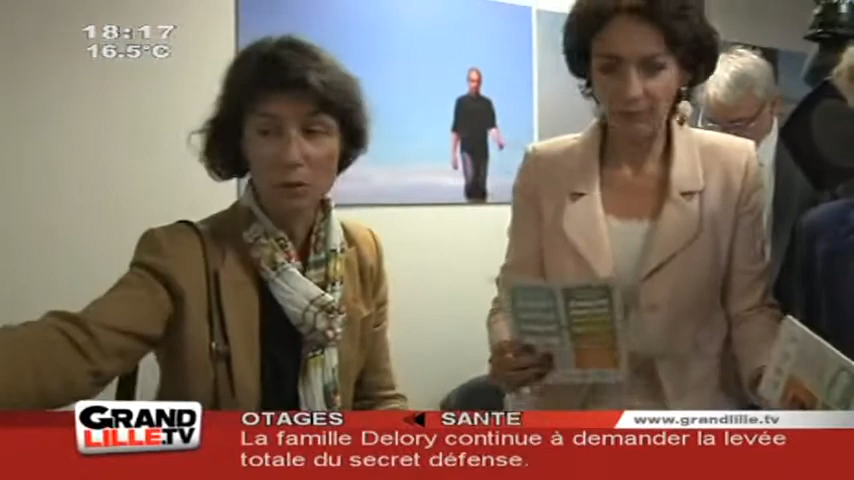 18:17
16.5°C
GRAND
LILLE.TV
OTAGES ◄ SANTE
www.grandlille.tv
La famille Delory continue à demander la levée
totale du secret défense.